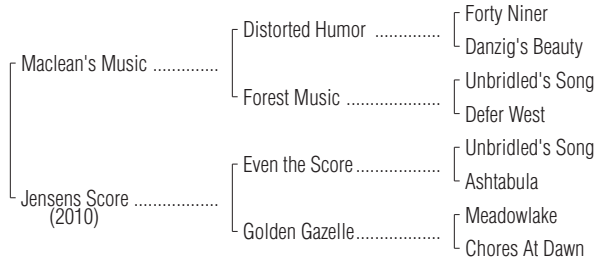 Forty Niner
Distorted Humor ..............
Danzig's Beauty
Maclean's Music ..............
Unbridled's Song
Forest Music ....................
Defer West
Unbridled's Song
Even the Score..................
Ashtabula
Jensens Score ..................
(2010)
Meadowlake
Golden Gazelle..................
Chores At Dawn